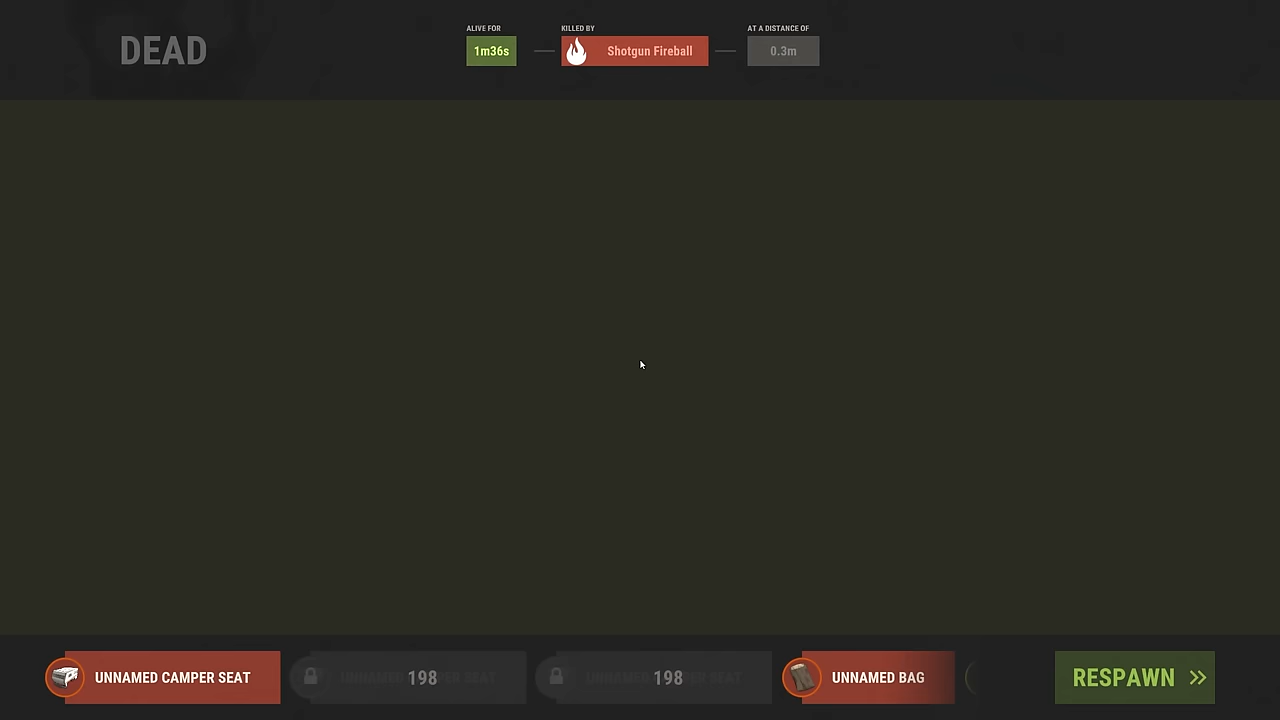 DEAD
ALIVE FOR
1m36s
KILLED BY
Shotgun Fireball
AT A DISTANCE OF
0.3m
UNNAMED CAMPER SEAT
198
198
UNNAMED BAG
RESPAWN